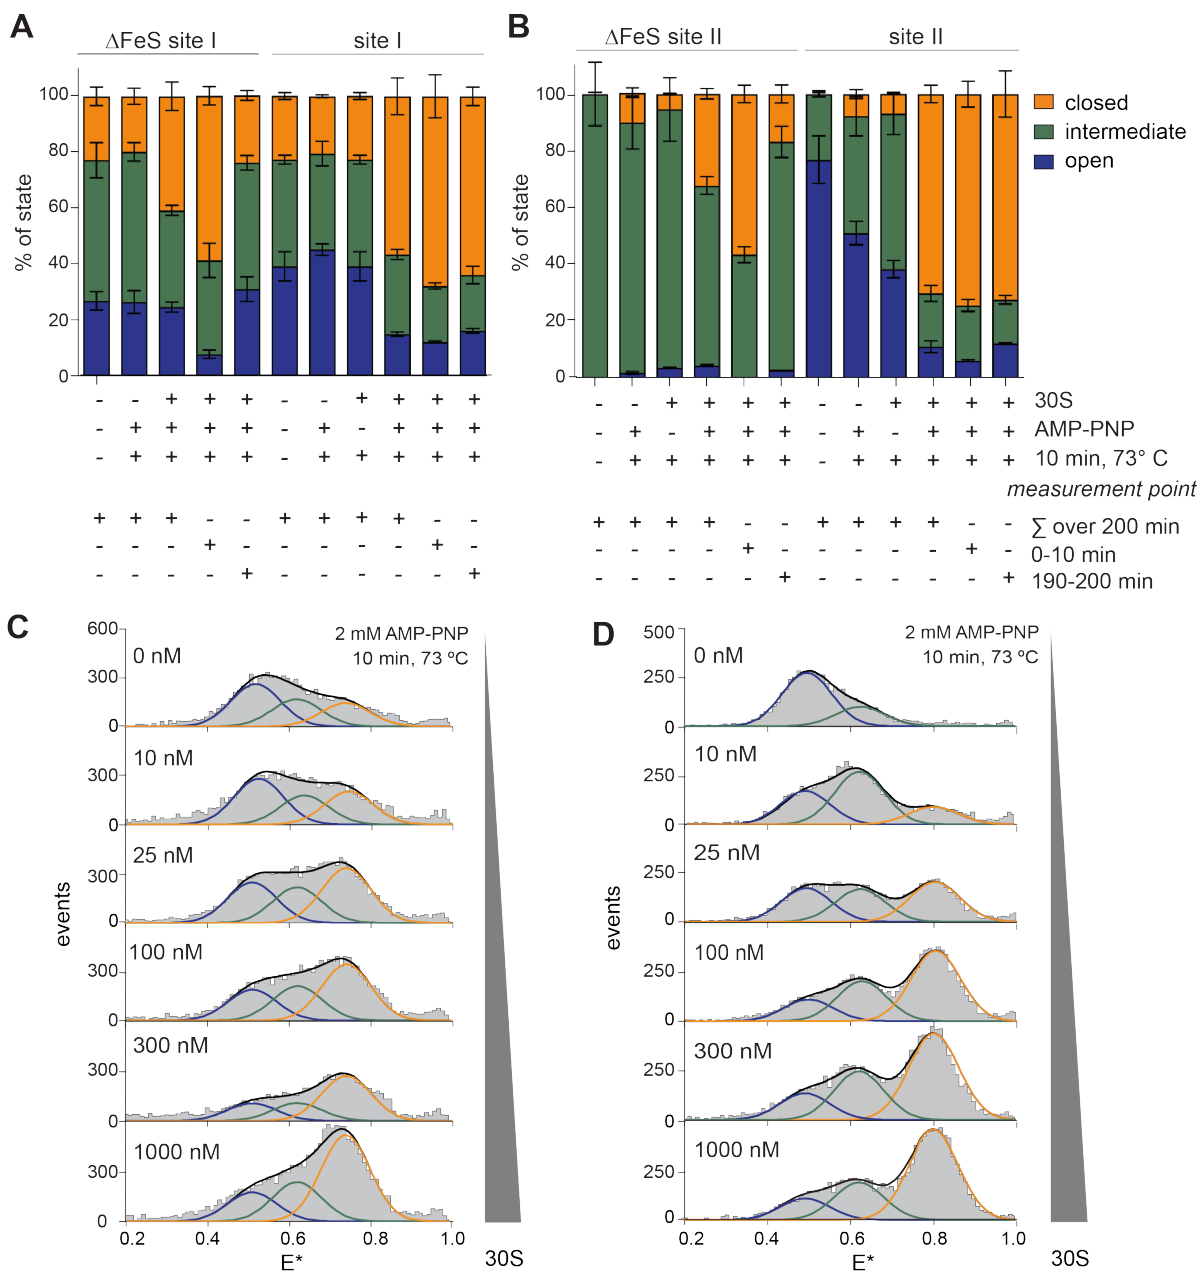 A
ΔFeS site I
site I
% of state
100
80
60
40
20
0
- - + + + - - + + + +
- + + + + - + - + + +
- + + + + - + + + + +
+ + + - - + + + + - -
- - - + - - - - - + -
- - - - + - - - - - +
B
ΔFeS site II
site II
% of state
100
80
60
40
20
0
closed
intermediate
open
- - + + + + - - + + + + 30S
- + - + + + - + - + + + AMP-PNP
- + + + + + - + + + + + 10 min, 73° C
measurement point
+ + + + - - + + + + - - ∑ over 200 min
- - - - + - - - - - + - 0-10 min
- - - - - + - - - - - + 190-200 min
C
2 mM AMP-PNP
10 min, 73 ºC
events
600
300
0
0 nM
300
0
10 nM
300
0
25 nM
300
0
100 nM
300
0
300 nM
300
0
1000 nM
0.2 0.4 0.6 0.8 1.0
E*
30S
D
2 mM AMP-PNP
10 min, 73 ºC
events
500
250
0
0 nM
250
0
10 nM
250
0
25 nM
250
0
100 nM
250
0
300 nM
250
0
1000 nM
0.2 0.4 0.6 0.8 1.0
E*
30S